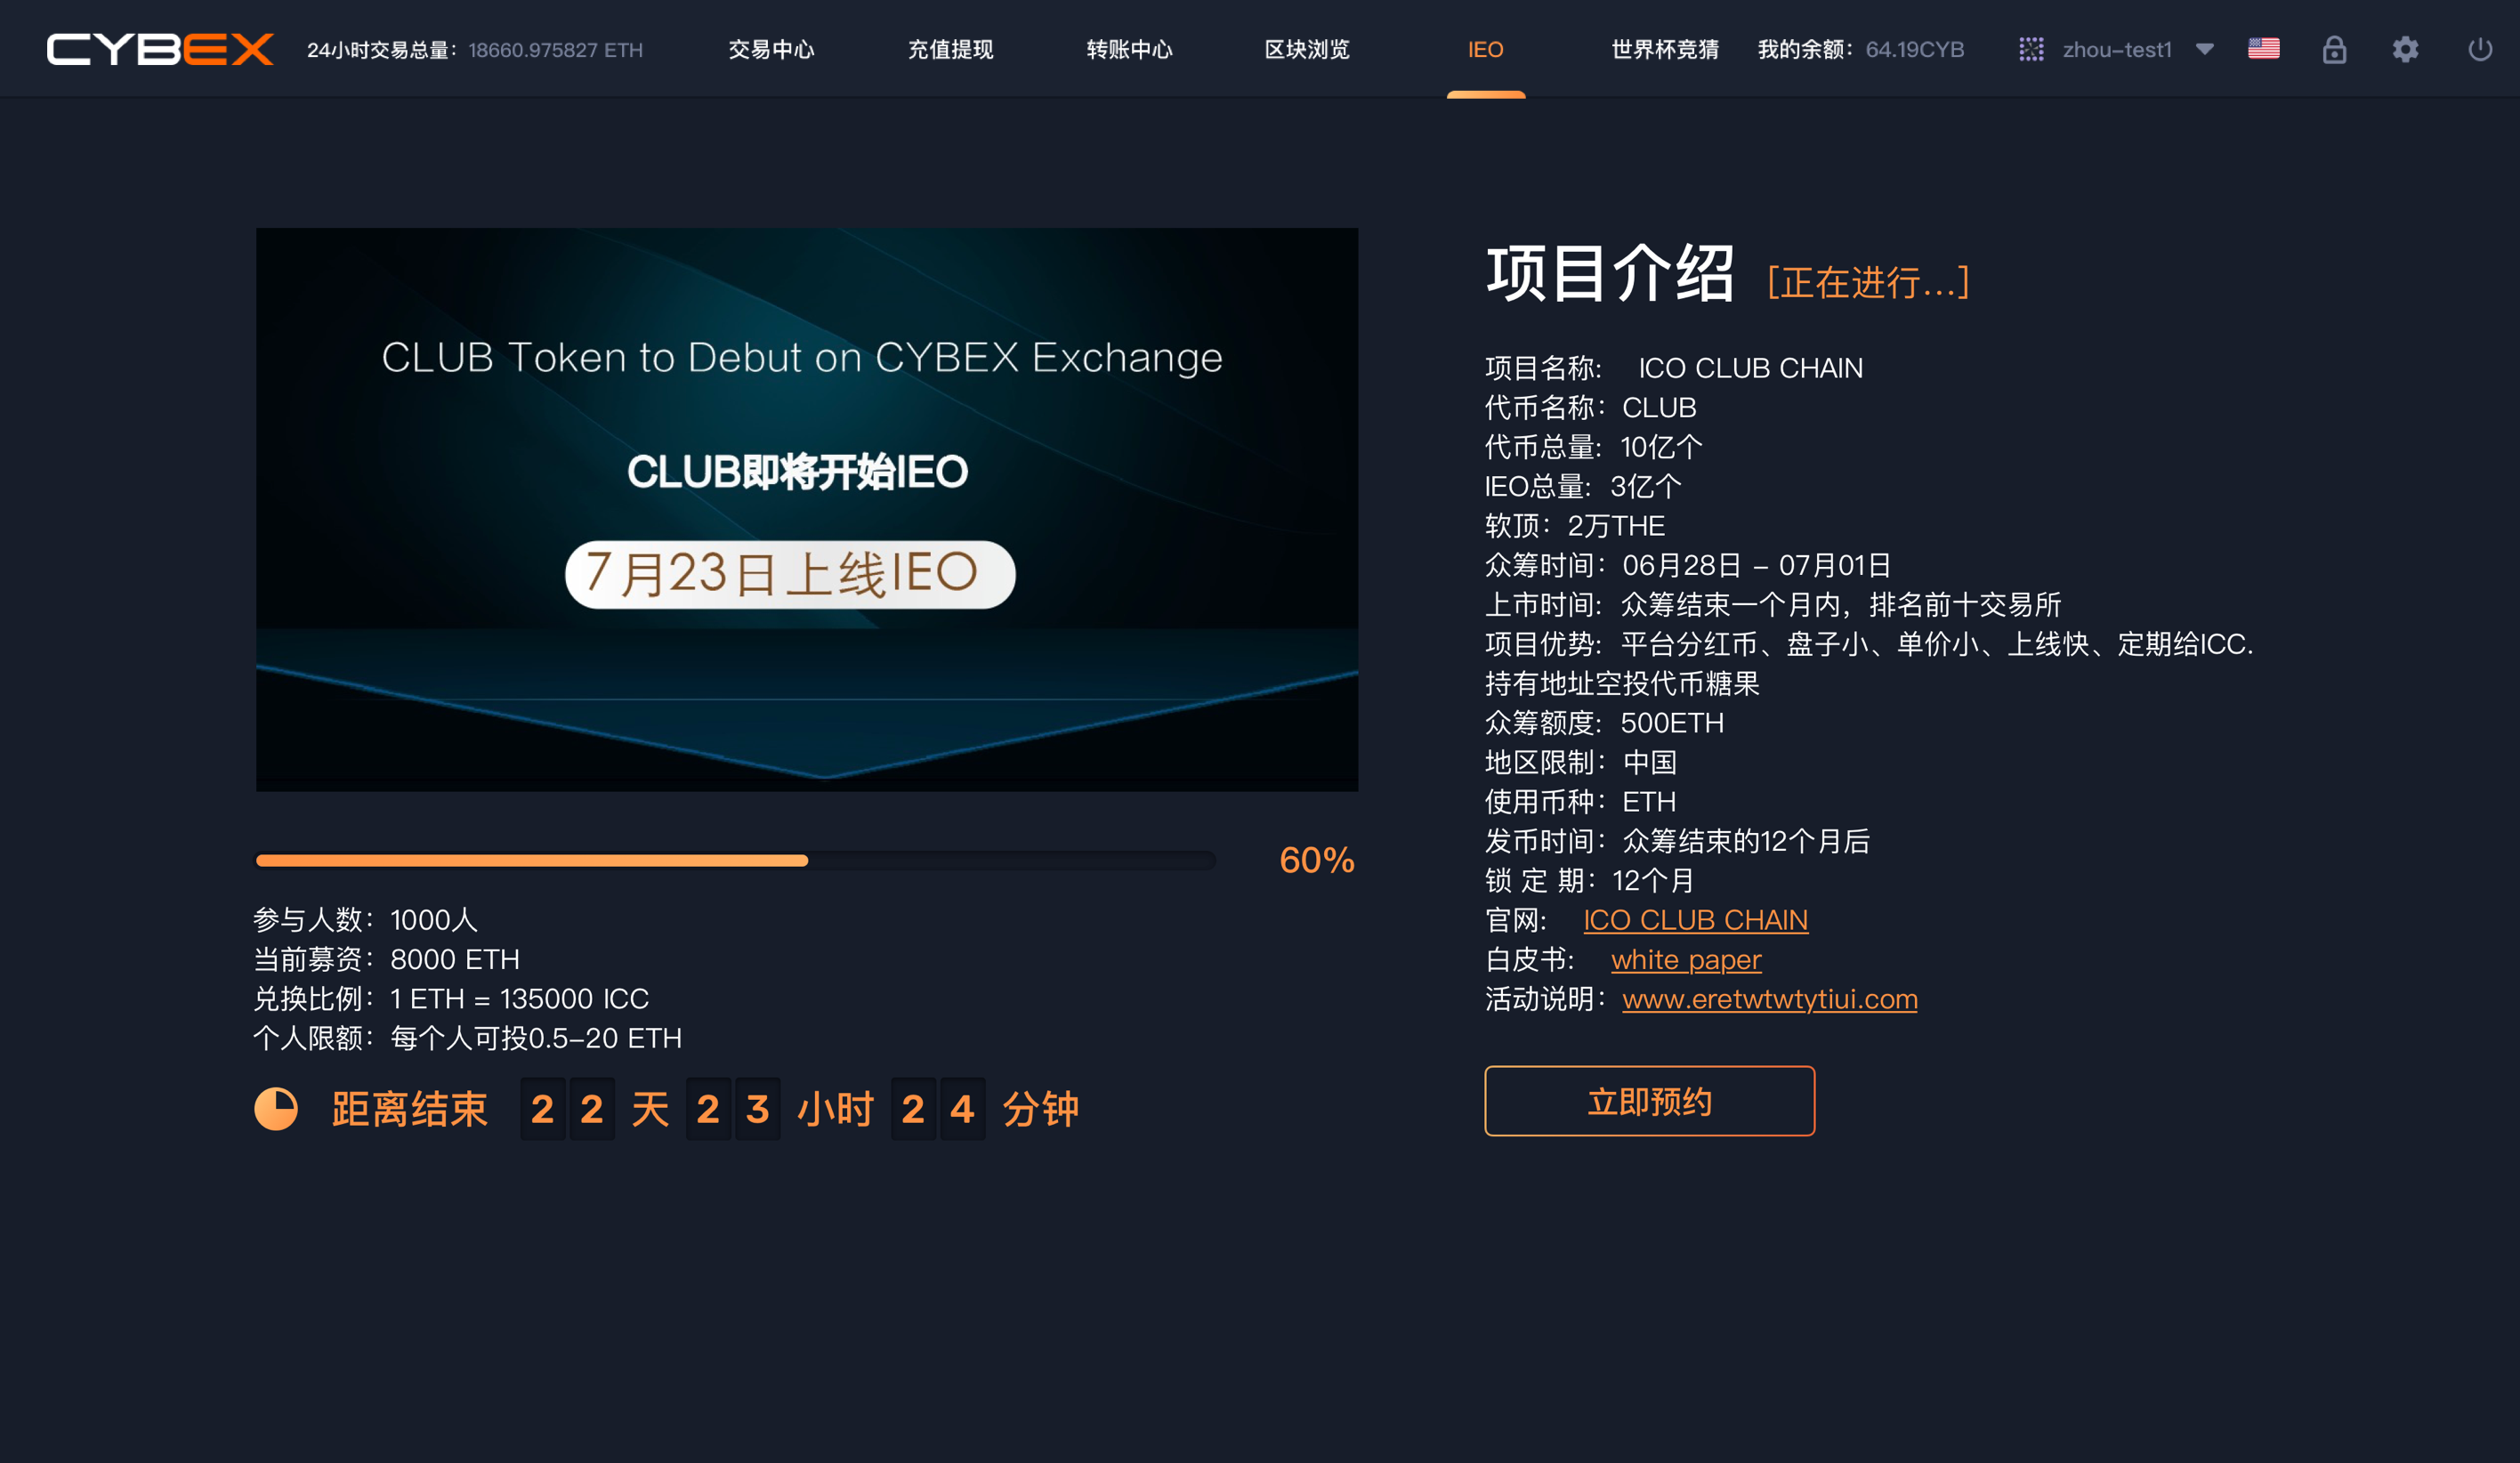 CYBEX 24小时交易总量：18660.975827 ETH 交易中心 充值提现 转账中心 区块浏览 IEO 世界杯竞猜 我的余额：64.19CYB zhou-test1
CLUB Token to Debut on CYBEX Exchange
CLUB即将开始IEO
7月23日上线IEO
60%
参与人数：1000人
当前募资：8000 ETH
兑换比例：1 ETH = 135000 ICC
个人限额：每个人可投0.5-20 ETH
距离结束 22 天 23 小时 24 分钟
项目介绍 [正在进行...]
项目名称: ICO CLUB CHAIN
代币名称：CLUB
代币总量: 10亿个
IEO总量: 3亿个
软顶：2万THE
众筹时间：06月28日 - 07月01日
上市时间: 众筹结束一个月内，排名前十交易所
项目优势: 平台分红币、盘子小、单价小、上线快、定期给ICC.
持有地址空投代币糖果
众筹额度: 500ETH
地区限制：中国
使用币种：ETH
发币时间：众筹结束的12个月后
锁 定 期：12个月
官网: ICO CLUB CHAIN
白皮书: white paper
活动说明：www.eretwtwtytiui.com
立即预约